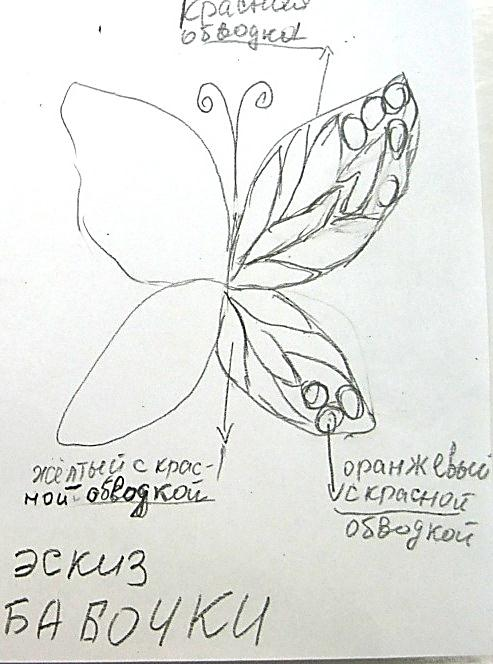 Красная
обводка
жёлтый с крас-
ной обводкой
оранжевый
с красной
обводкой
эскиз
БАБОЧКИ